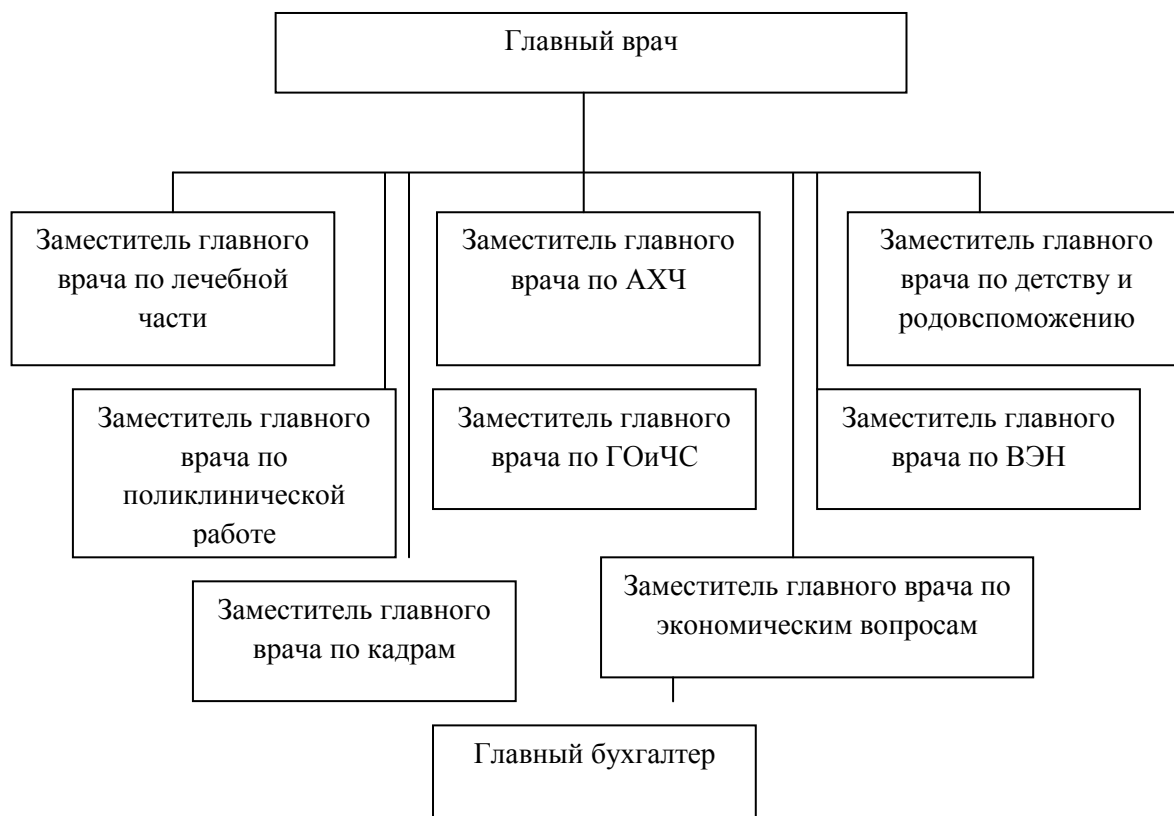 Главный врач
Заместитель главного
врача по лечебной
части
Заместитель главного
врача по АХЧ
Заместитель главного
врача по детству и
родовспоможению
Заместитель главного
врача по
поликлинической
работе
Заместитель главного
врача по ГОиЧС
Заместитель главного
врача по ВЭН
Заместитель главного
врача по кадрам
Заместитель главного врача по
экономическим вопросам
Главный бухгалтер